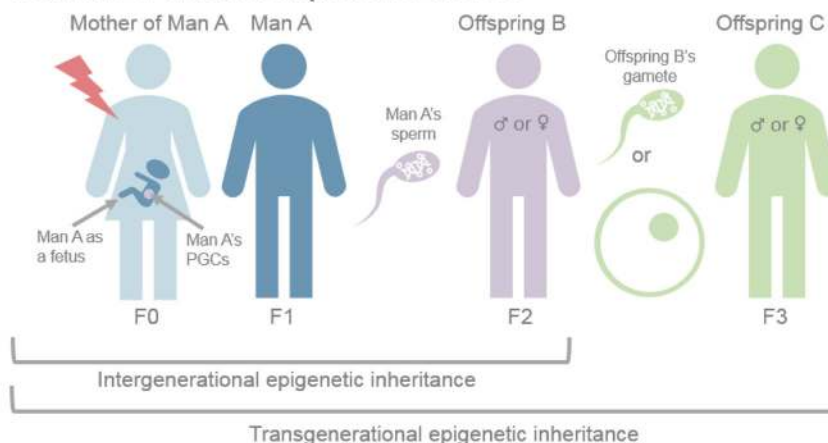 Mother of Man A
Man A
Offspring B
Offspring C
Man A's
sperm
♂ or ♀
Offspring B's
gamete
or
♂ or ♀
Man A as
a fetus
Man A's
PGCs
F0
F1
F2
F3
Intergenerational epigenetic inheritance
Transgenerational epigenetic inheritance